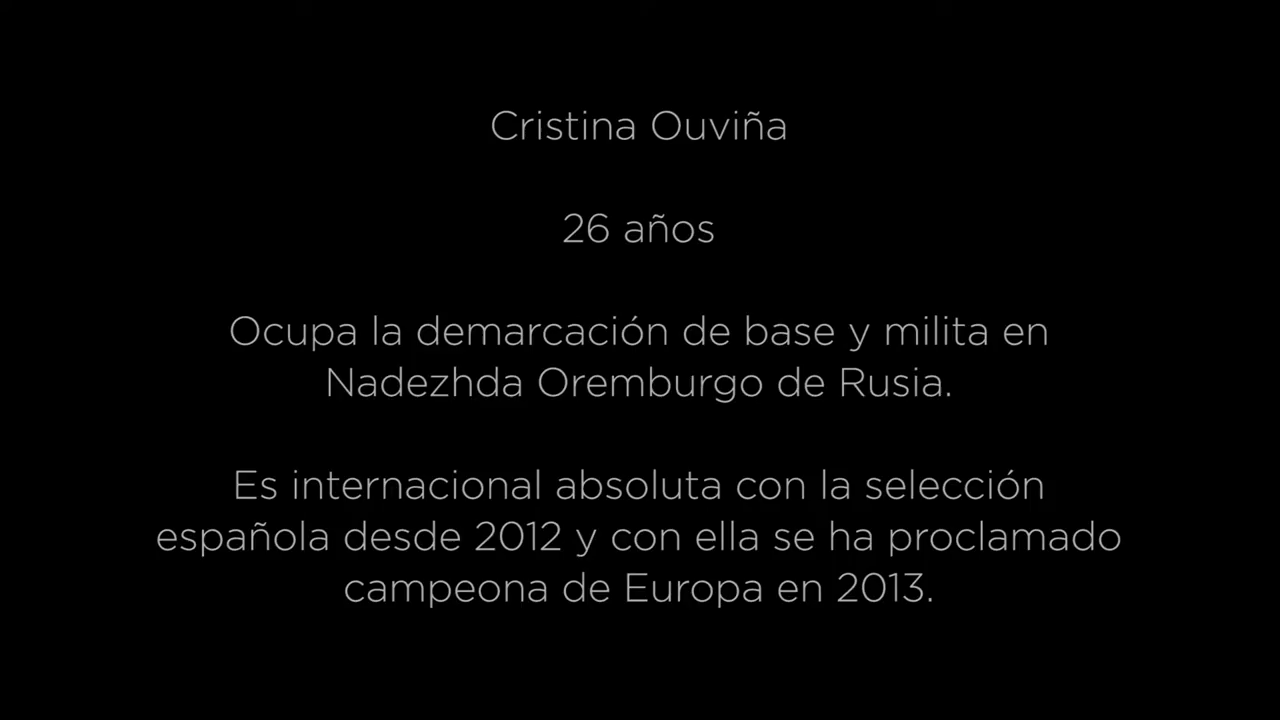 Cristina Ouviña
26 años
Ocupa la demarcación de base y milita en
Nadezhda Oremburgo de Rusia.
Es internacional absoluta con la selección
española desde 2012 y con ella se ha proclamado
campeona de Europa en 2013.